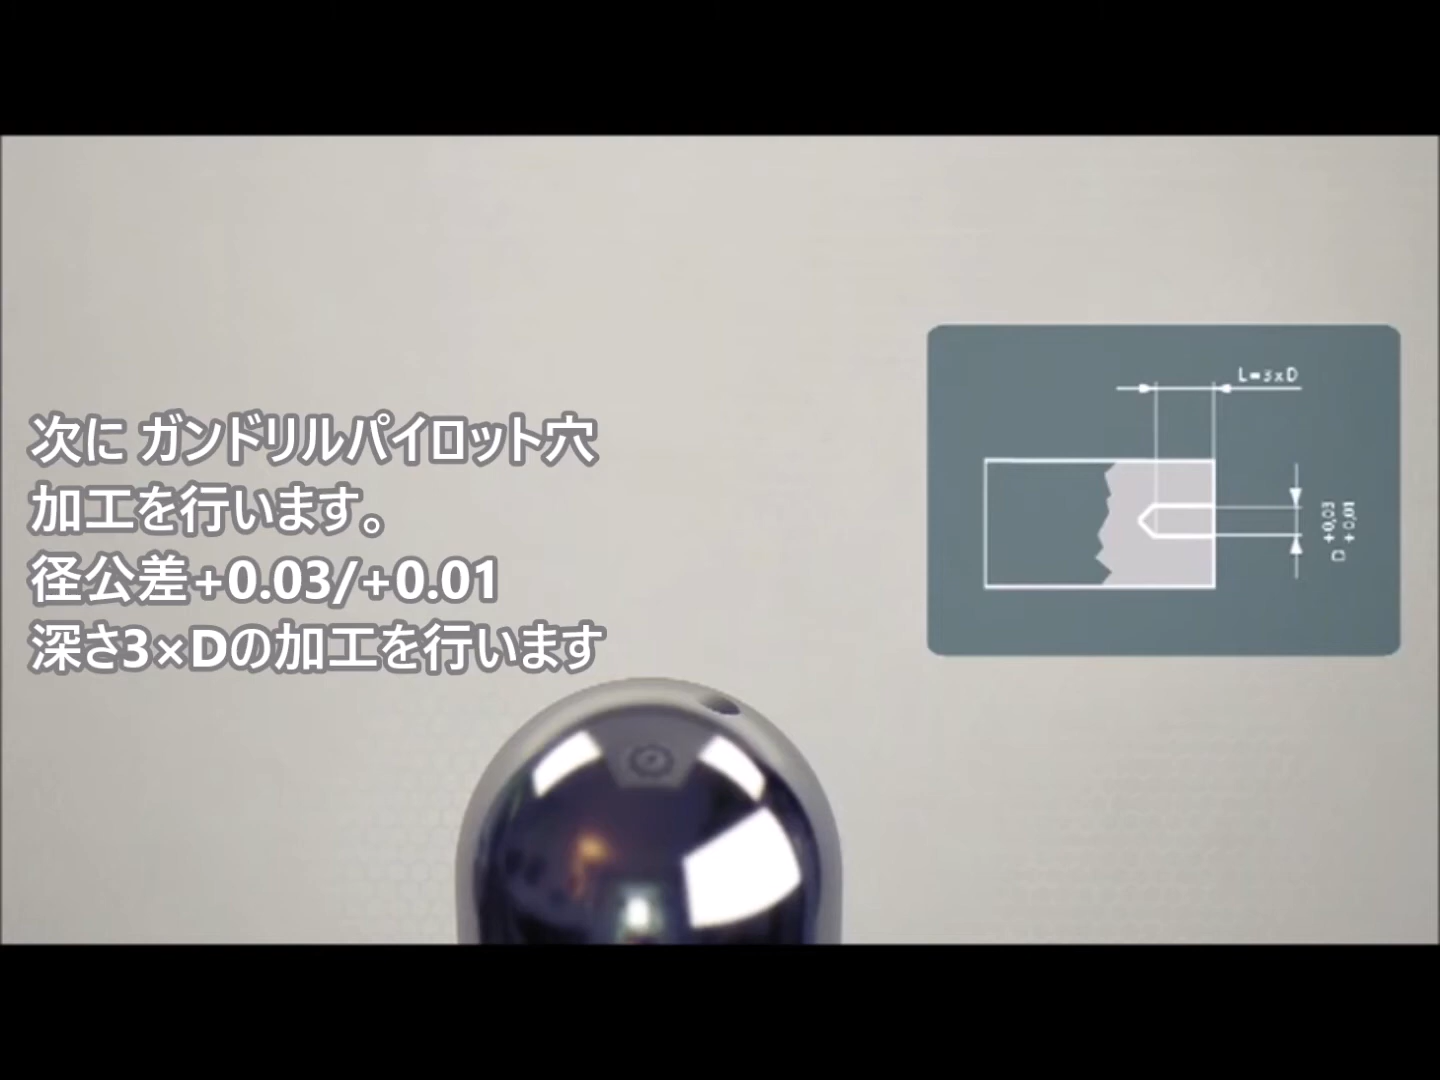 次に ガンドリルパイロット穴
加工を行います。
径公差+0.03/+0.01
深さ3×Dの加工を行います
L=3xD
D +0,03
+0,01